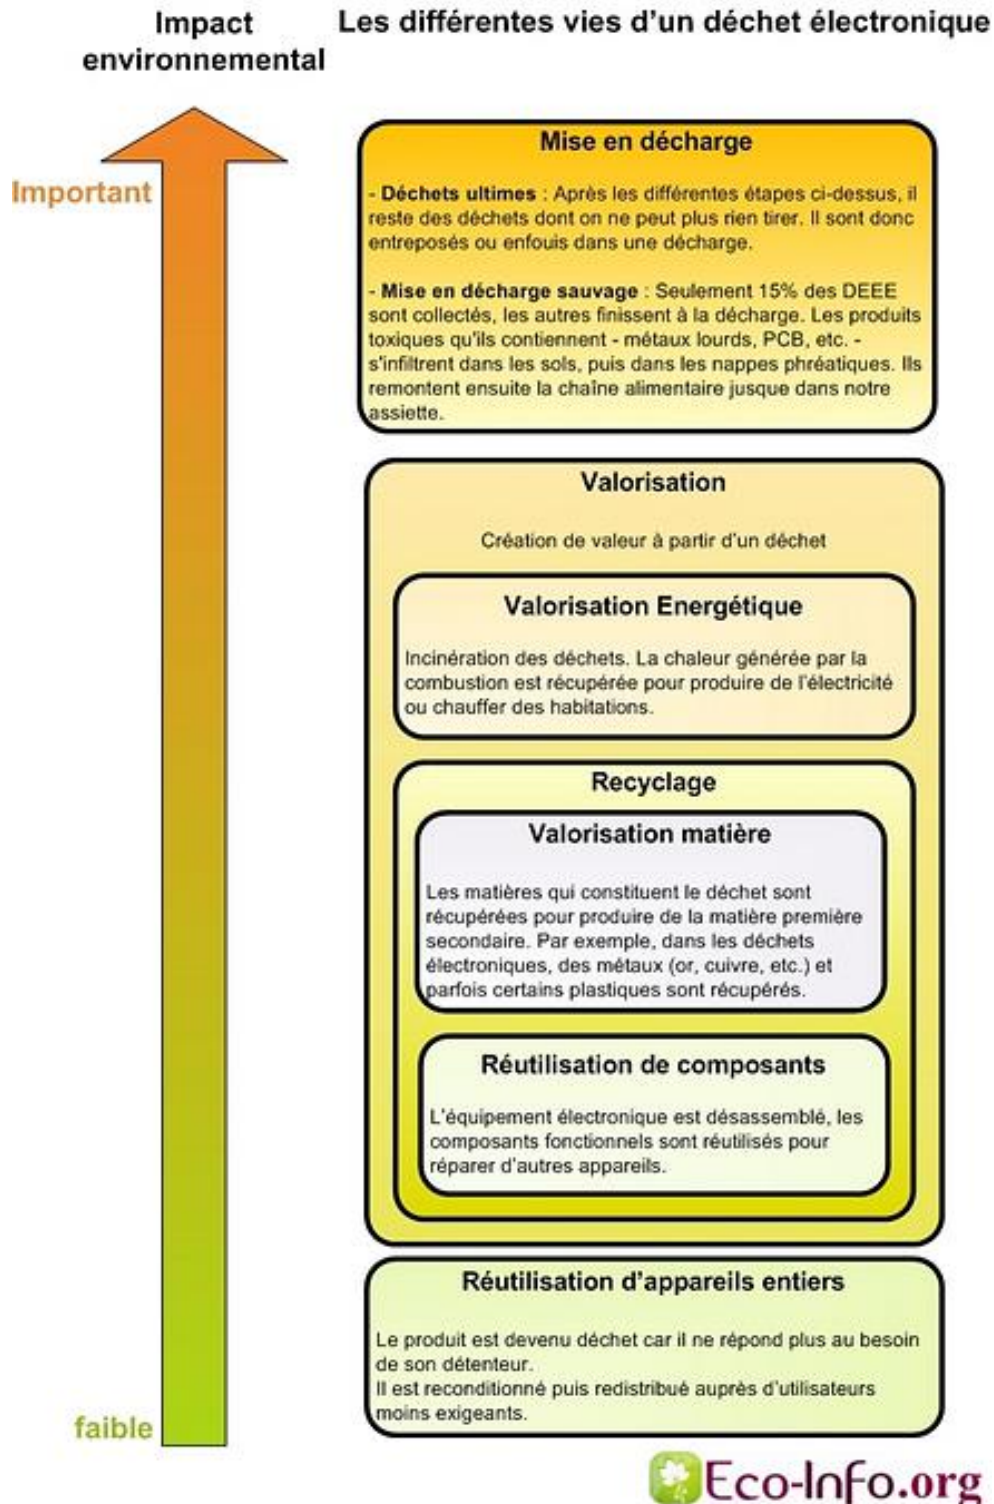 Impact
environnemental
Les différentes vies d'un déchet électronique
Important
Mise en décharge
- Déchets ultimes : Après les différentes étapes ci-dessus, il
reste des déchets dont on ne peut plus rien tirer. Il sont donc
entreposés ou enfouis dans une décharge.
- Mise en décharge sauvage : Seulement 15% des DEEE
sont collectés, les autres finissent à la décharge. Les produits
toxiques qu'ils contiennent - métaux lourds, PCB, etc. -
s'infiltrent dans les sols, puis dans les nappes phréatiques. Ils
remontent ensuite la chaîne alimentaire jusque dans notre
assiette.
Valorisation
Création de valeur à partir d'un déchet
Valorisation Energétique
Incinération des déchets. La chaleur générée par la
combustion est récupérée pour produire de l'électricité
ou chauffer des habitations.
Recyclage
Valorisation matière
Les matières qui constituent le déchet sont
récupérées pour produire de la matière première
secondaire. Par exemple, dans les déchets
électroniques, des métaux (or, cuivre, etc.) et
parfois certains plastiques sont récupérés.
Réutilisation de composants
L'équipement électronique est désassemblé, les
composants fonctionnels sont réutilisés pour
réparer d'autres appareils.
Réutilisation d'appareils entiers
Le produit est devenu déchet car il ne répond plus au besoin
de son détenteur.
Il est reconditionné puis redistribué auprès d'utilisateurs
moins exigeants.
faible
Eco-Info.org